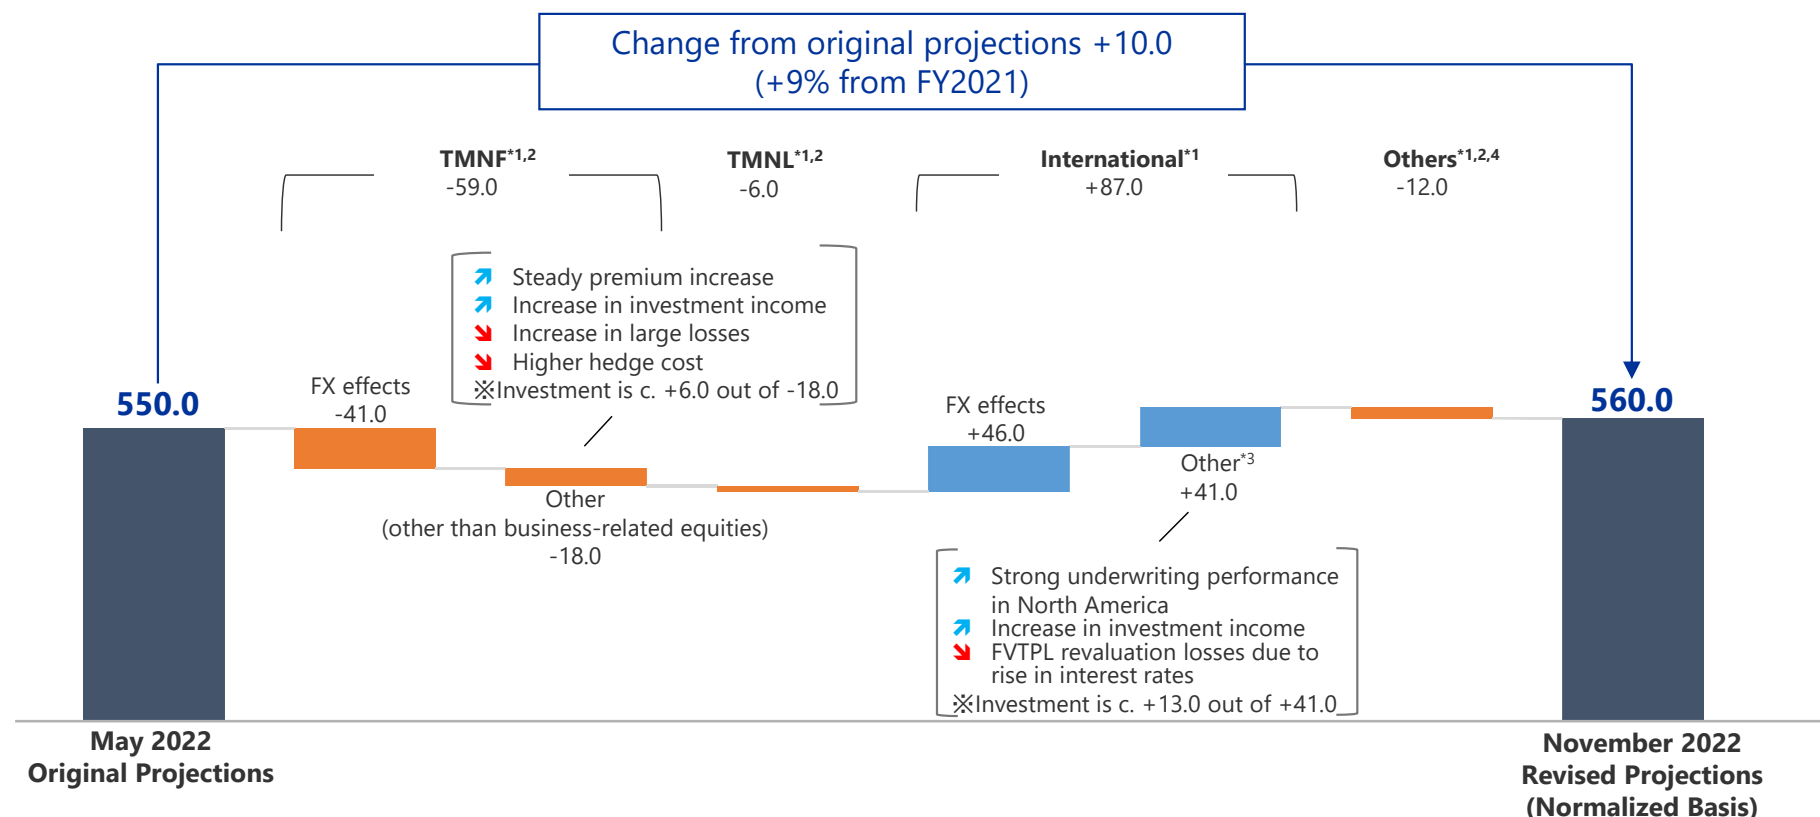 Change from original projections +10.0
(+9% from FY2021)
TMNF*1,2
-59.0
TMNL*1,2
-6.0
International*1
+87.0
Others*1,2,4
-12.0
Steady premium increase
Increase in investment income
Increase in large losses
Higher hedge cost
※Investment is c. +6.0 out of -18.0
550.0
FX effects
-41.0
Other
(other than business-related equities)
-18.0
FX effects
+46.0
Other*3
+41.0
560.0
Strong underwriting performance
in North America
Increase in investment income
FVTPL revaluation losses due to
rise in interest rates
※Investment is c. +13.0 out of +41.0
May 2022
Original Projections
November 2022
Revised Projections
(Normalized Basis)